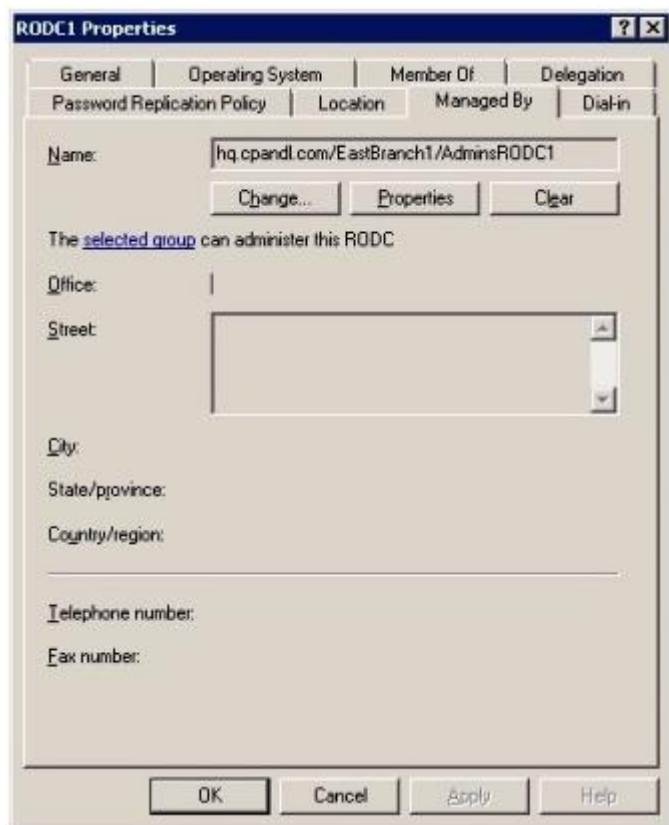 RODC1 Properties
General Operating System Member Of Delegation
Password Replication Policy Location Managed By Dial-in
Name: hq.cpandl.com/EastBranch1/AdminsRODC1
Change... Properties Clear
The selected group can administer this RODC
Office:
Street:
City:
State/province:
Country/region:
Telephone number:
Fax number:
OK Cancel Apply Help